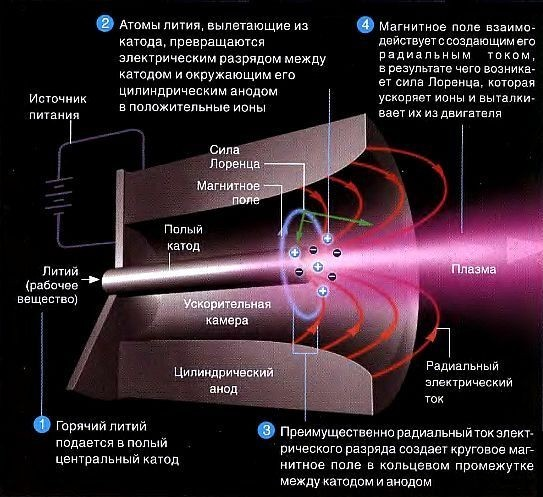 2 Атомы лития, вылетающие из
катода, превращаются
электрическим разрядом между
катодом и окружающим его
цилиндрическим анодом
в положительные ионы
4 Магнитное поле взаимо-
действует с создающим его
радиальным током,
в результате чего возника-
ет сила Лоренца, которая
ускоряет ионы и выталки-
вает их из двигателя
Источник
питания
Сила
Лоренца
Магнитное
поле
Полый
катод
Литий
(рабочее
вещество)
Плазма
Ускорительная
камера
Цилиндрический
анод
Радиальный
электрический
ток
1 Горячий литий
подается в полый
центральный катод
3 Преимущественно радиальный ток элект-
рического разряда создает круговое маг-
нитное поле в кольцевом промежутке
между катодом и анодом